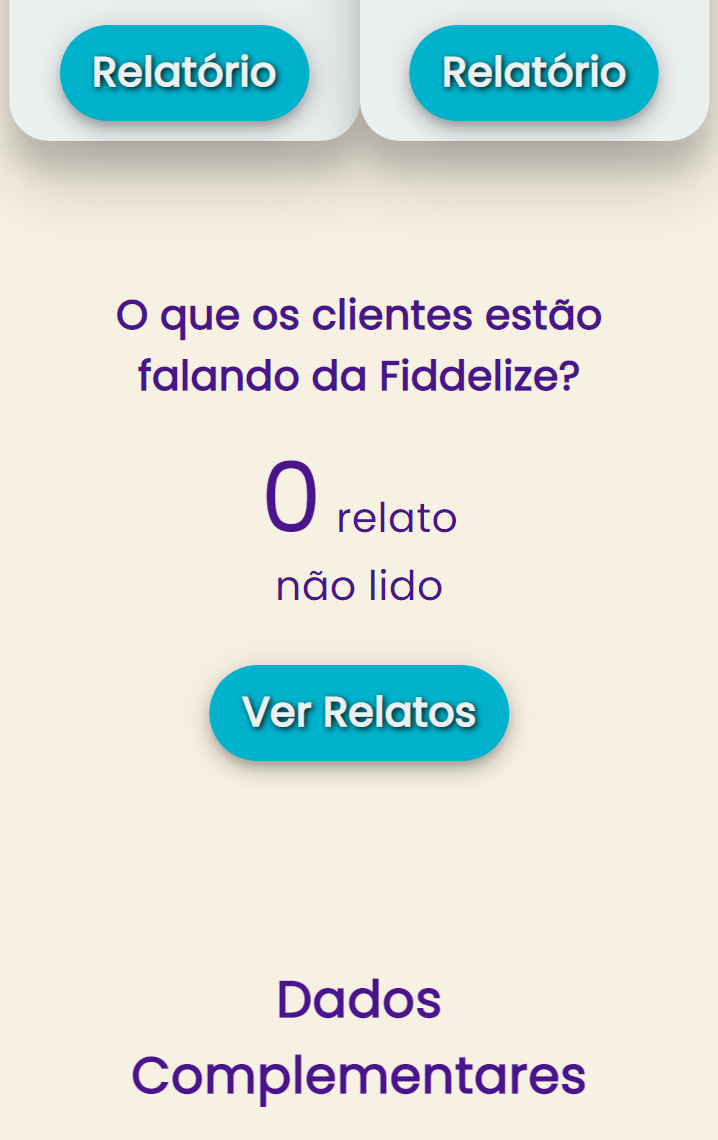 Relatório Relatório
O que os clientes estão
falando da Fiddelize?
0 relato
não lido
Ver Relatos
Dados
Complementares